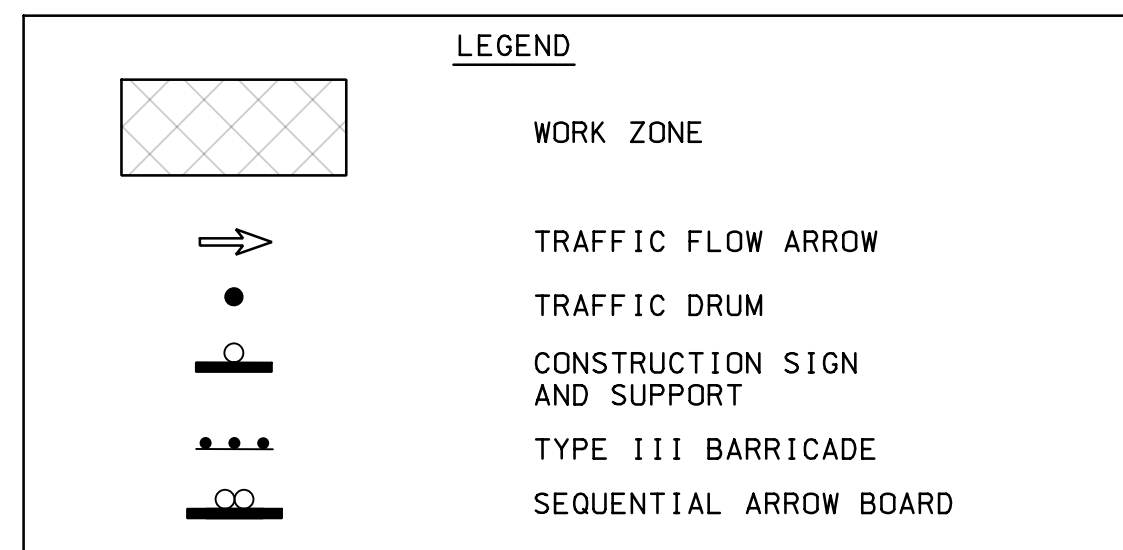 LEGEND
WORK ZONE
TRAFFIC FLOW ARROW
TRAFFIC DRUM
CONSTRUCTION SIGN
AND SUPPORT
TYPE III BARRICADE
SEQUENTIAL ARROW BOARD